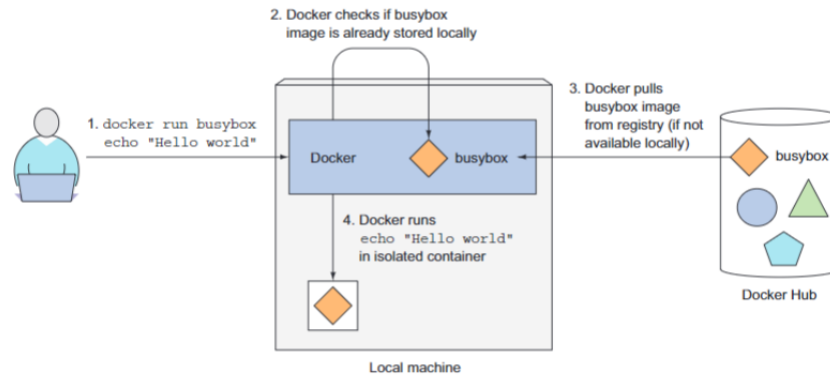 2. Docker checks if busybox
image is already stored locally
1. docker run busybox
echo "Hello world"
3. Docker pulls
busybox image
from registry (if not
available locally)
Docker
busybox
busybox
4. Docker runs
echo "Hello world"
in isolated container
Docker Hub
Local machine